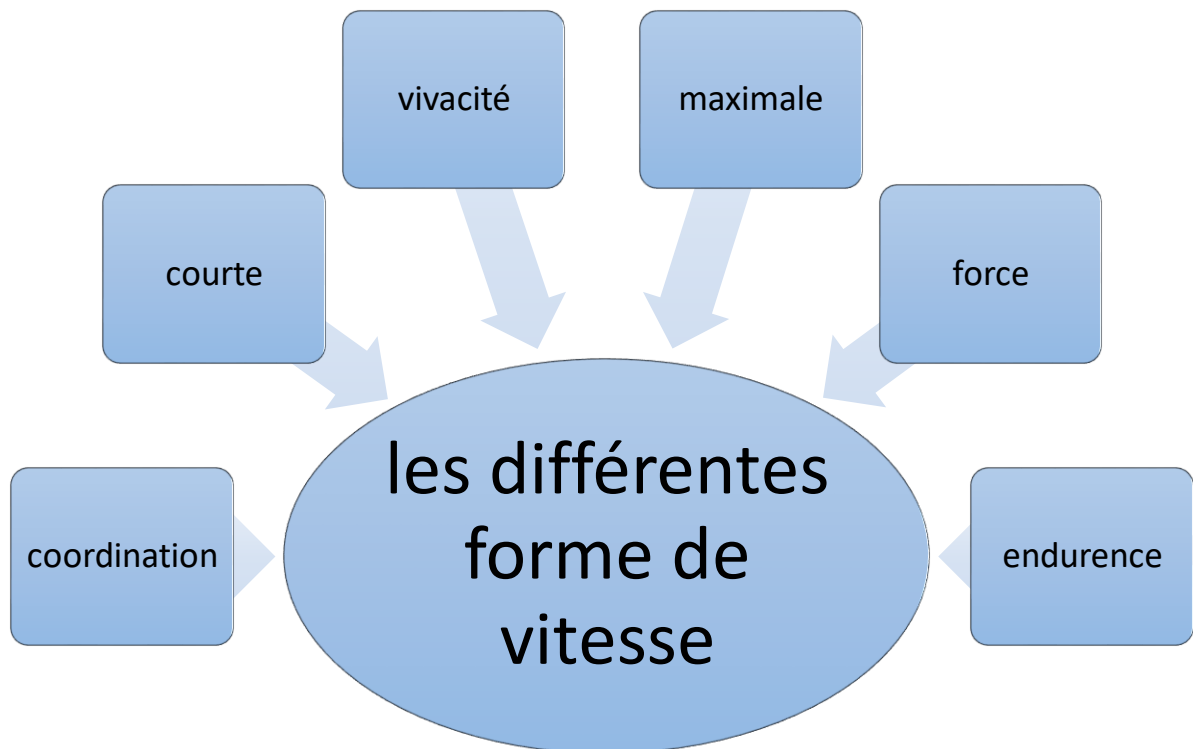 vivacité
maximale
courte
force
les différentes
forme de
vitesse
coordination
endurence